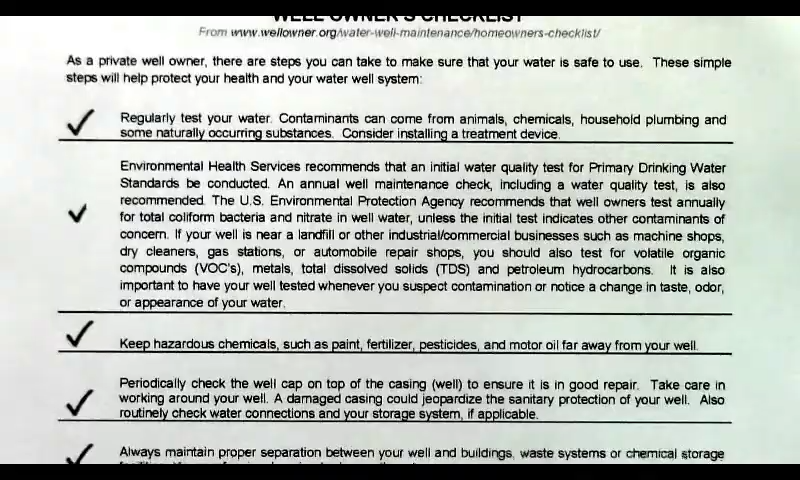 WELL OWNER'S CHECKLIST
From www.wellowner.org/water-well-maintenance/homeowners-checklist/
As a private well owner, there are steps you can take to make sure that your water is safe to use. These simple
steps will help protect your health and your water well system:
Regularly test your water. Contaminants can come from animals, chemicals, household plumbing and
some naturally occurring substances. Consider installing a treatment device.
Environmental Health Services recommends that an initial water quality test for Primary Drinking Water
Standards be conducted. An annual well maintenance check, including a water quality test, is also
recommended. The U.S. Environmental Protection Agency recommends that well owners test annually
for total coliform bacteria and nitrate in well water, unless the initial test indicates other contaminants of
concern. If your well is near a landfill or other industrial/commercial businesses such as machine shops,
dry cleaners, gas stations, or automobile repair shops, you should also test for volatile organic
compounds (VOC's), metals, total dissolved solids (TDS) and petroleum hydrocarbons. It is also
important to have your well tested whenever you suspect contamination or notice a change in taste, odor,
or appearance of your water.
Keep hazardous chemicals, such as paint, fertilizer, pesticides, and motor oil far away from your well.
Periodically check the well cap on top of the casing (well) to ensure it is in good repair. Take care in
working around your well. A damaged casing could jeopardize the sanitary protection of your well. Also
routinely check water connections and your storage system, if applicable.
Always maintain proper separation between your well and buildings, waste systems or chemical storage